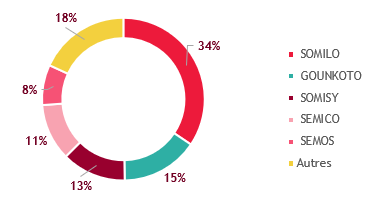 18%
34%
8%
11%
13%
15%
SOMILO
GOUNKOTO
SOMISY
SEMICO
SEMOS
Autres